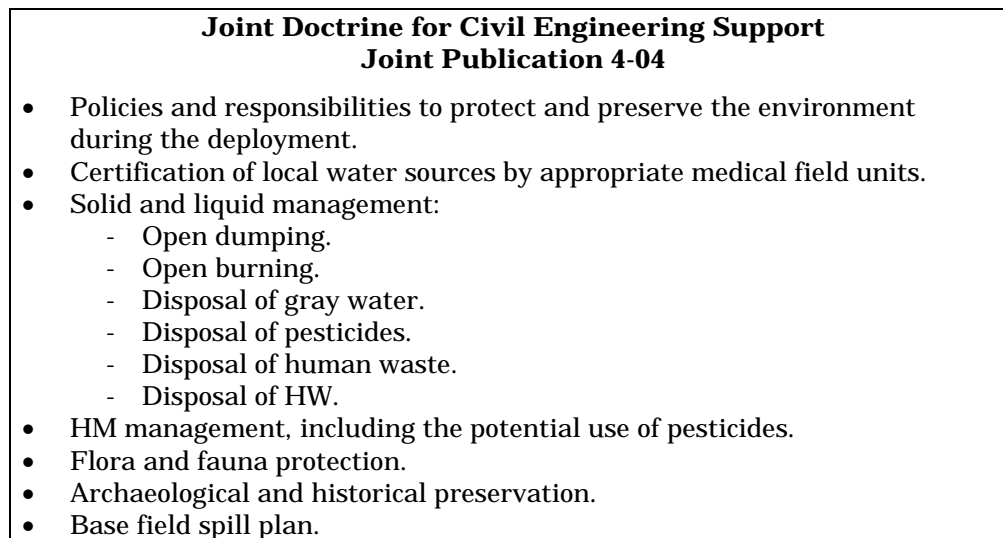 Joint Doctrine for Civil Engineering Support
Joint Publication 4-04
• Policies and responsibilities to protect and preserve the environment
during the deployment.
• Certification of local water sources by appropriate medical field units.
• Solid and liquid management:
- Open dumping.
- Open burning.
- Disposal of gray water.
- Disposal of pesticides.
- Disposal of human waste.
- Disposal of HW.
• HM management, including the potential use of pesticides.
• Flora and fauna protection.
• Archaeological and historical preservation.
• Base field spill plan.